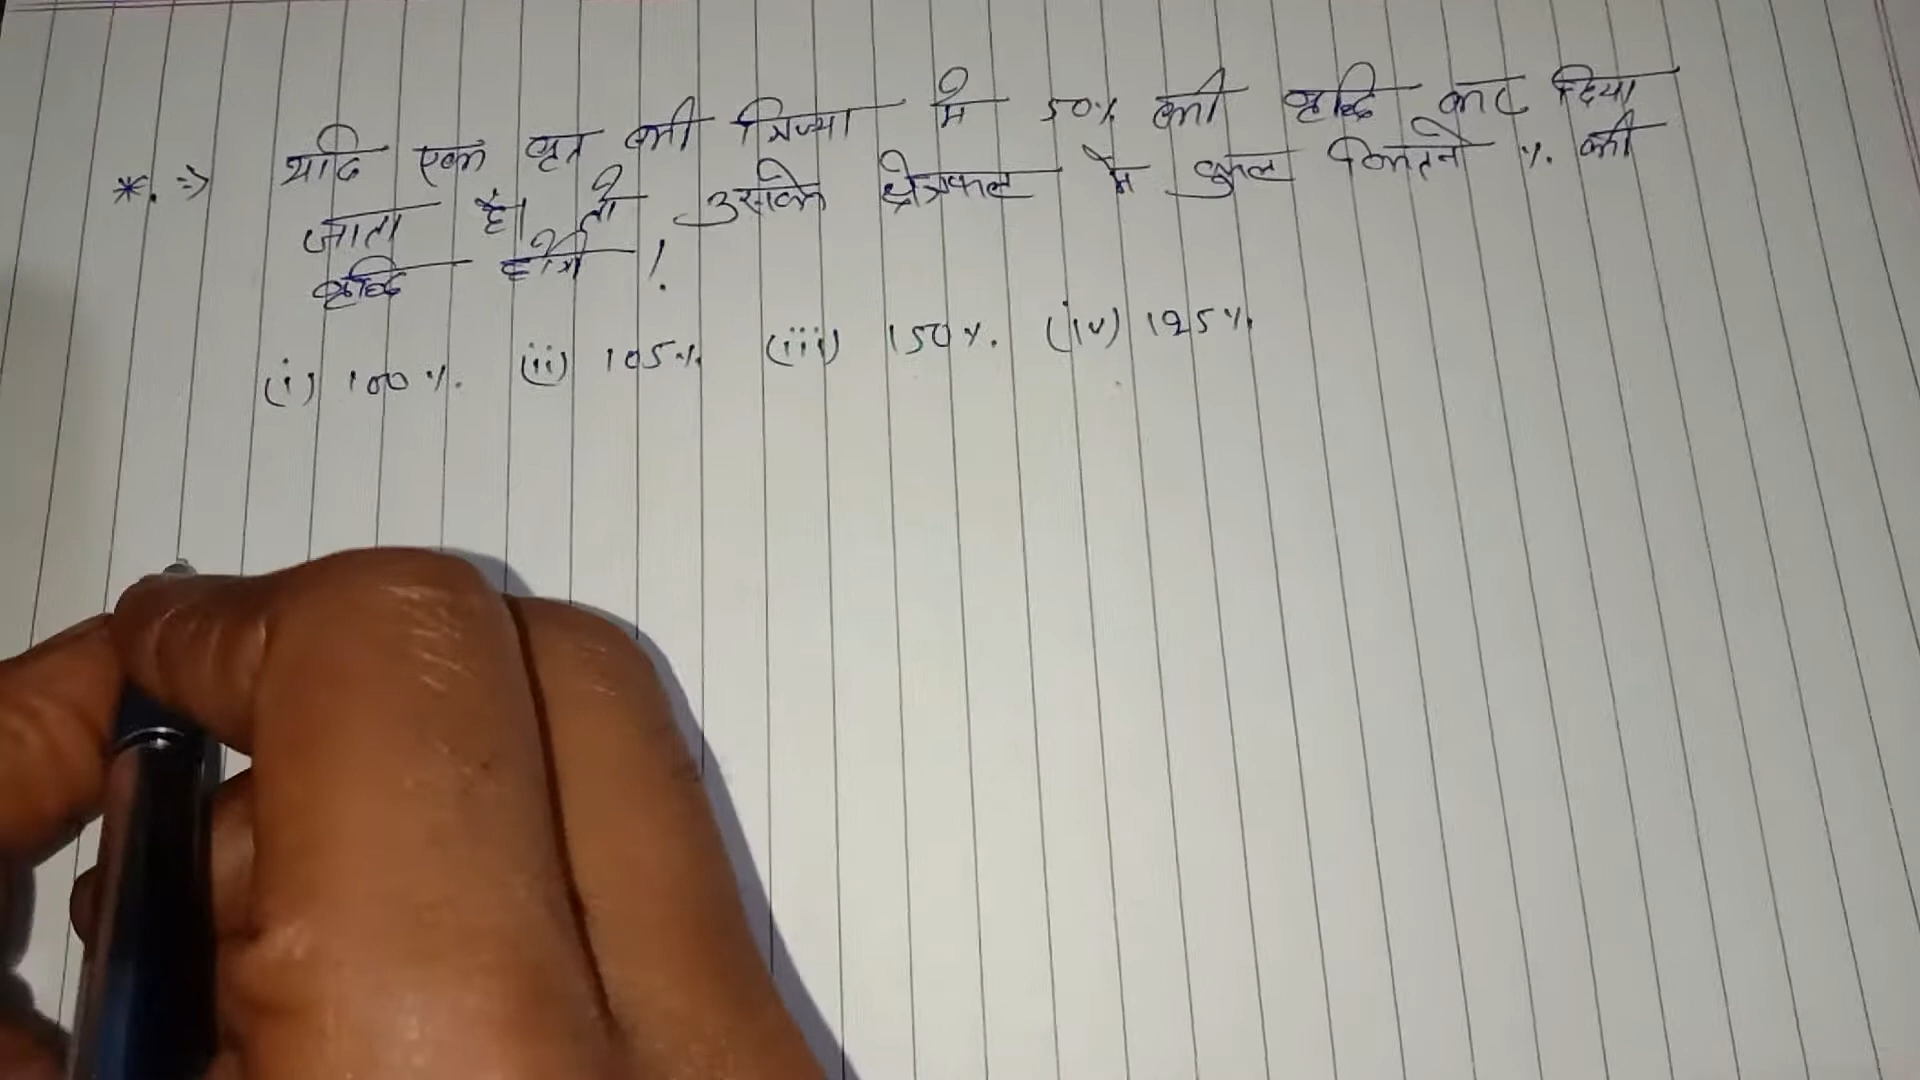 *. => यदि एक वृत की त्रिज्या मे 50% की वृद्धि कर दिया
जाता है। तो उसके क्षेत्रफल मे कुल कितने %. की
वृद्धि होगी !
(i) 100%. (ii) 105%. (iii) 150%. (iv) 125%.